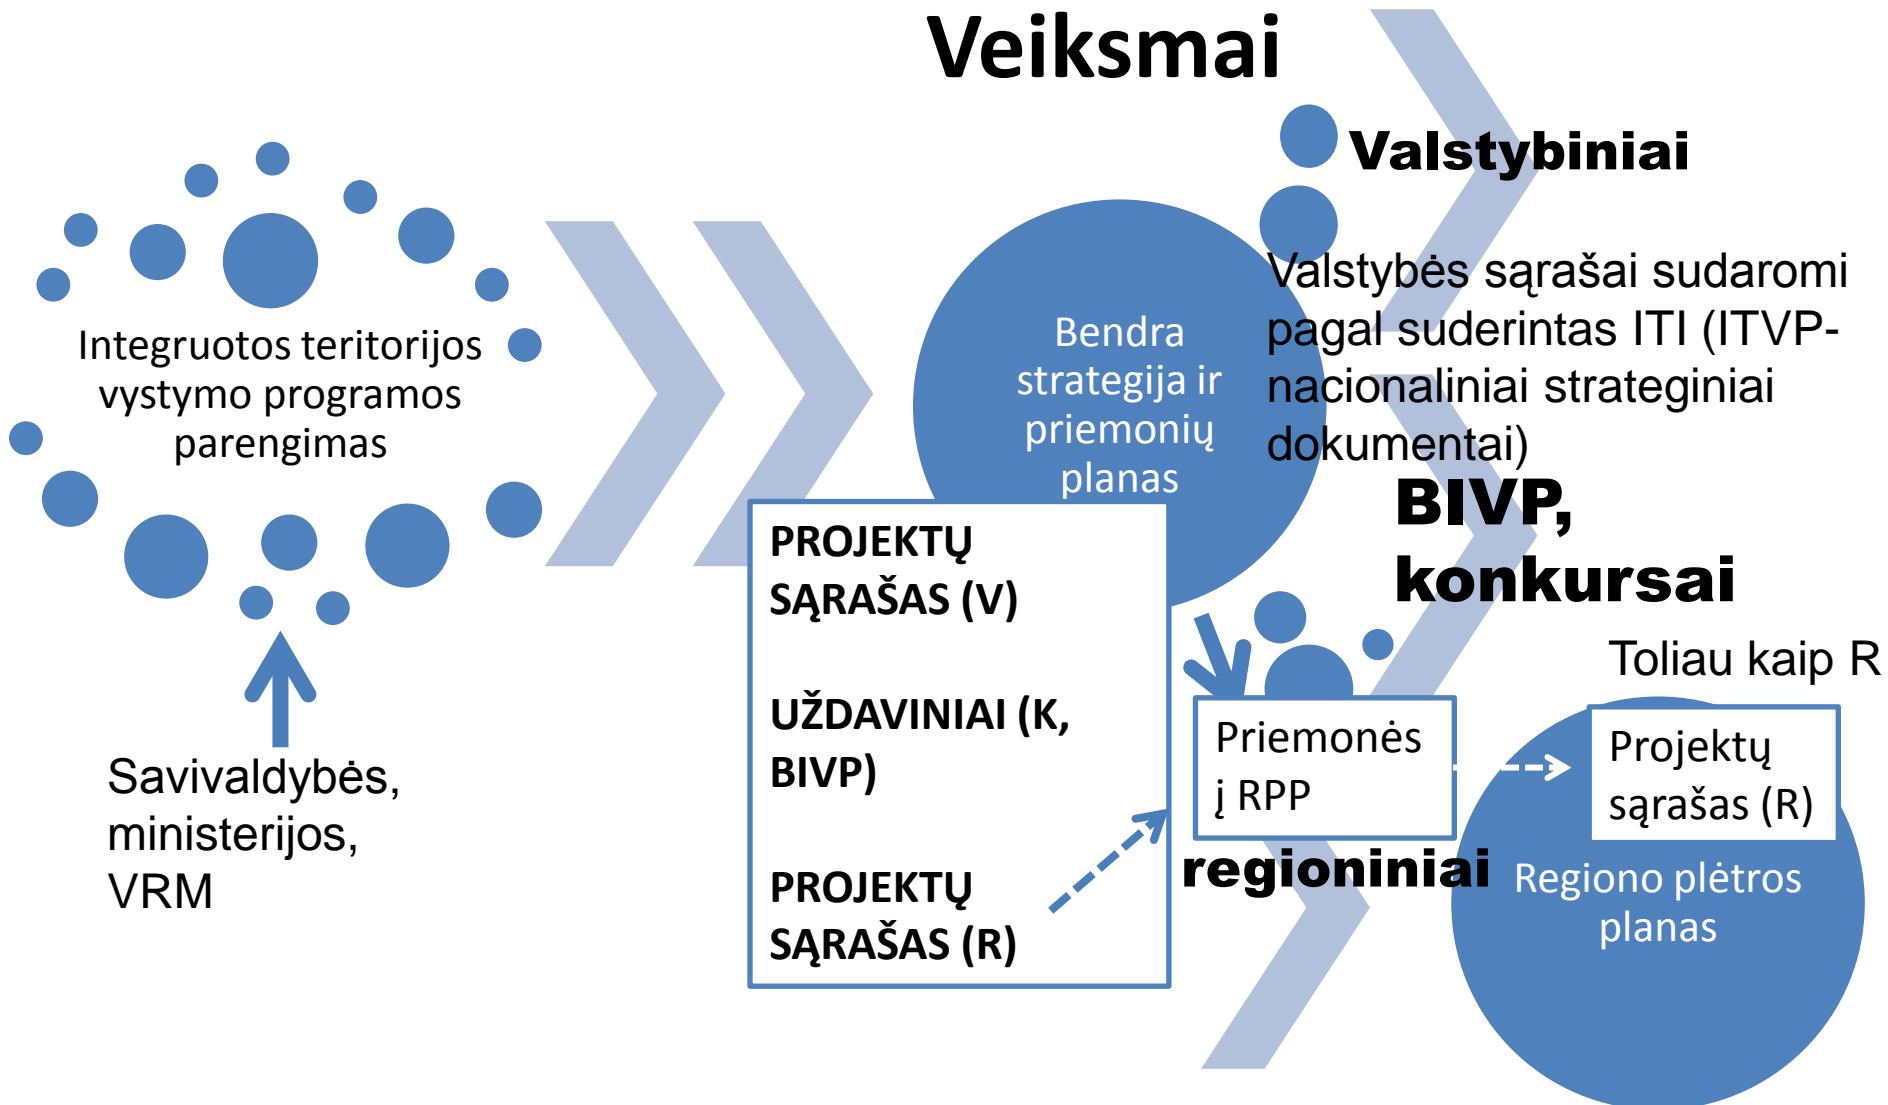 Veiksmai
Valstybiniai
Integruotos teritorijos
vystymo programos
parengimas
Savivaldybės,
ministerijos,
VRM
Bendra
strategija ir
priemonių
planas
Valstybės sąrašai sudaromi
pagal suderintas ITI (ITVP-
nacionaliniai strateginiai
dokumentai)
BIVP,
konkursai
PROJEKTŲ
SĄRAŠAS (V)
UŽDAVINIAI (K,
BIVP)
PROJEKTŲ
SĄRAŠAS (R)
Priemonės
į RPP
regioniniai
Toliau kaip R
Projektų
sąrašas (R)
Regiono plėtros
planas